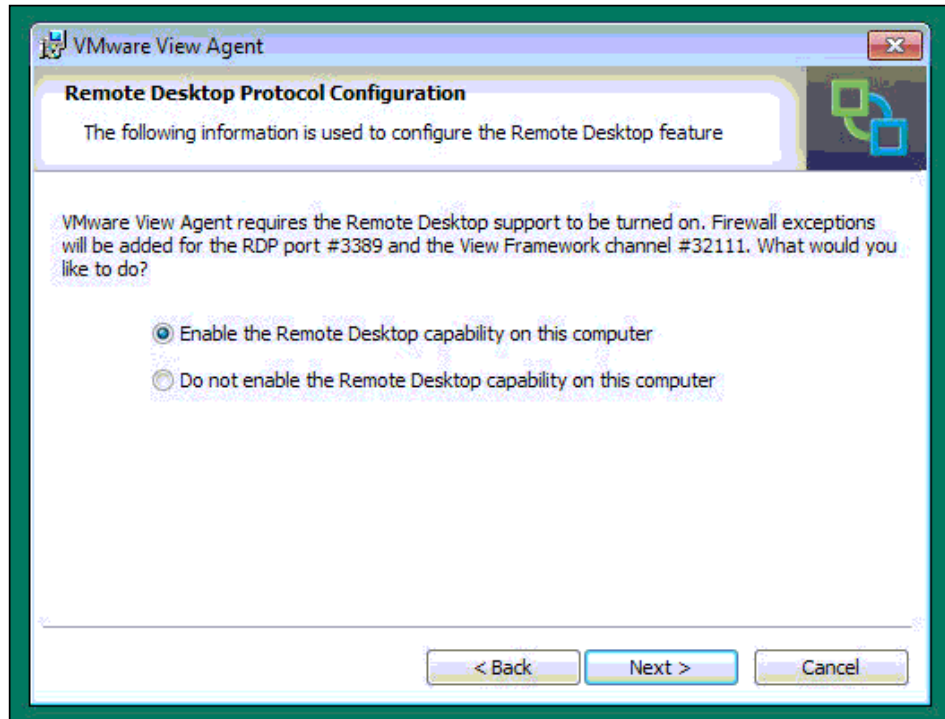 VMware View Agent
Remote Desktop Protocol Configuration
The following information is used to configure the Remote Desktop feature
VMware View Agent requires the Remote Desktop support to be turned on. Firewall exceptions
will be added for the RDP port #3389 and the View Framework channel #32111. What would you
like to do?
Enable the Remote Desktop capability on this computer
Do not enable the Remote Desktop capability on this computer
< Back Next > Cancel